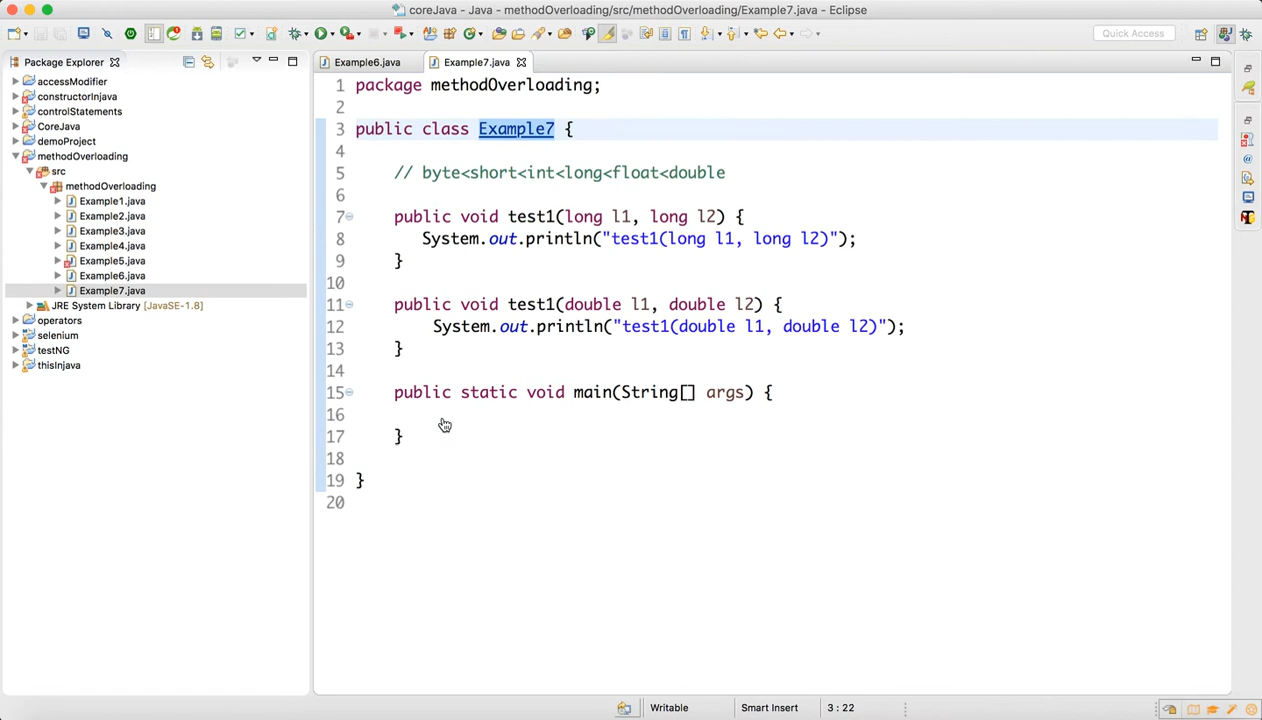 coreJava - Java - methodOverloading/src/methodOverloading/Example7.java - Eclipse
Quick Access
Package Explorer
accessModifier
constructorInjava
controlStatements
CoreJava
demoProject
methodOverloading
src
methodOverloading
Example1.java
Example2.java
Example3.java
Example4.java
Example5.java
Example6.java
Example7.java
JRE System Library [JavaSE-1.8]
operators
selenium
testNG
thisInjava
Example6.java Example7.java
1 package methodOverloading;
2
3 public class Example7 {
4
5 // byte<short<int<long<float<double
6
7 public void test1(long l1, long l2) {
8 System.out.println("test1(long l1, long l2)");
9 }
10
11 public void test1(double l1, double l2) {
12 System.out.println("test1(double l1, double l2)");
13 }
14
15 public static void main(String[] args) {
16
17 }
18
19 }
20
Writable Smart Insert 3 : 22